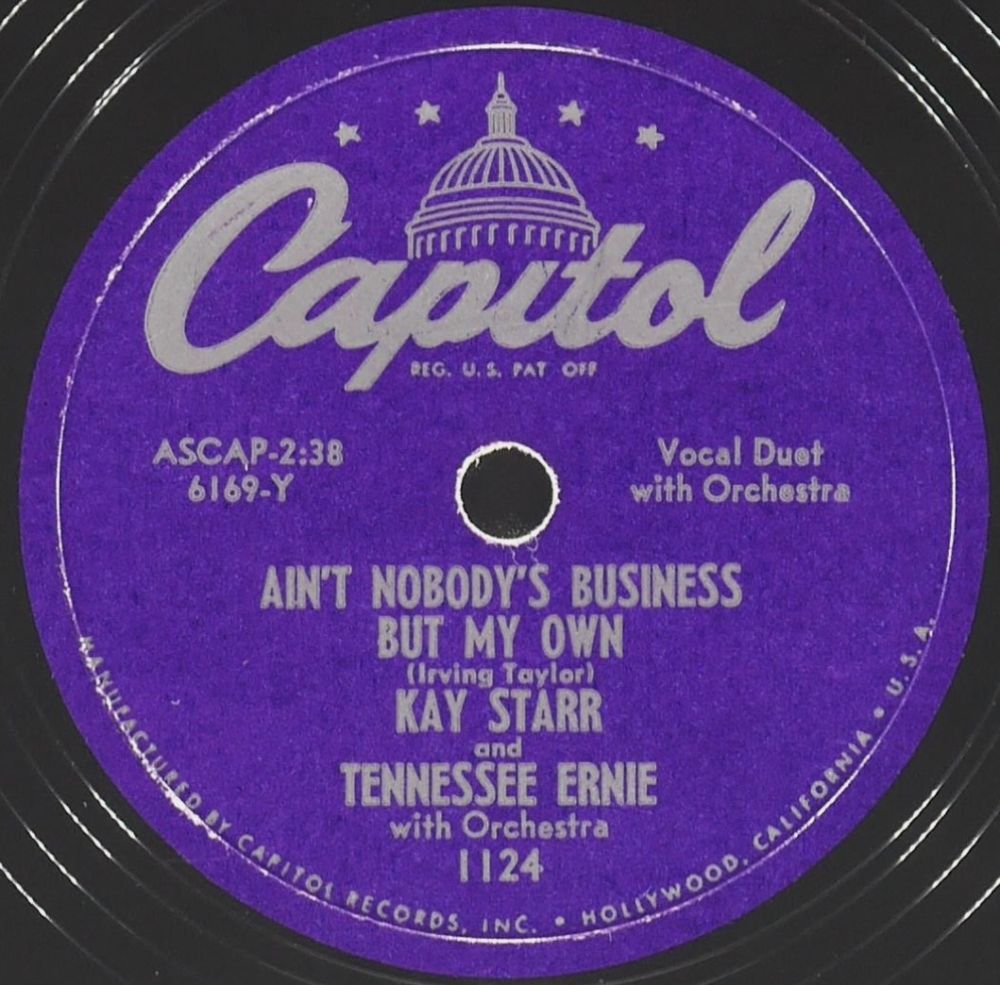 Capitol
REG. U.S. PAT OFF
ASCAP-2:38
6169-Y
Vocal Duet
with Orchestra
AIN'T NOBODY'S BUSINESS
BUT MY OWN
(Irving Taylor)
KAY STARR
and
TENNESSEE ERNIE
with Orchestra
1124
MANUFACTURED BY CAPITOL RECORDS, INC. • HOLLYWOOD, CALIFORNIA • U.S.A.